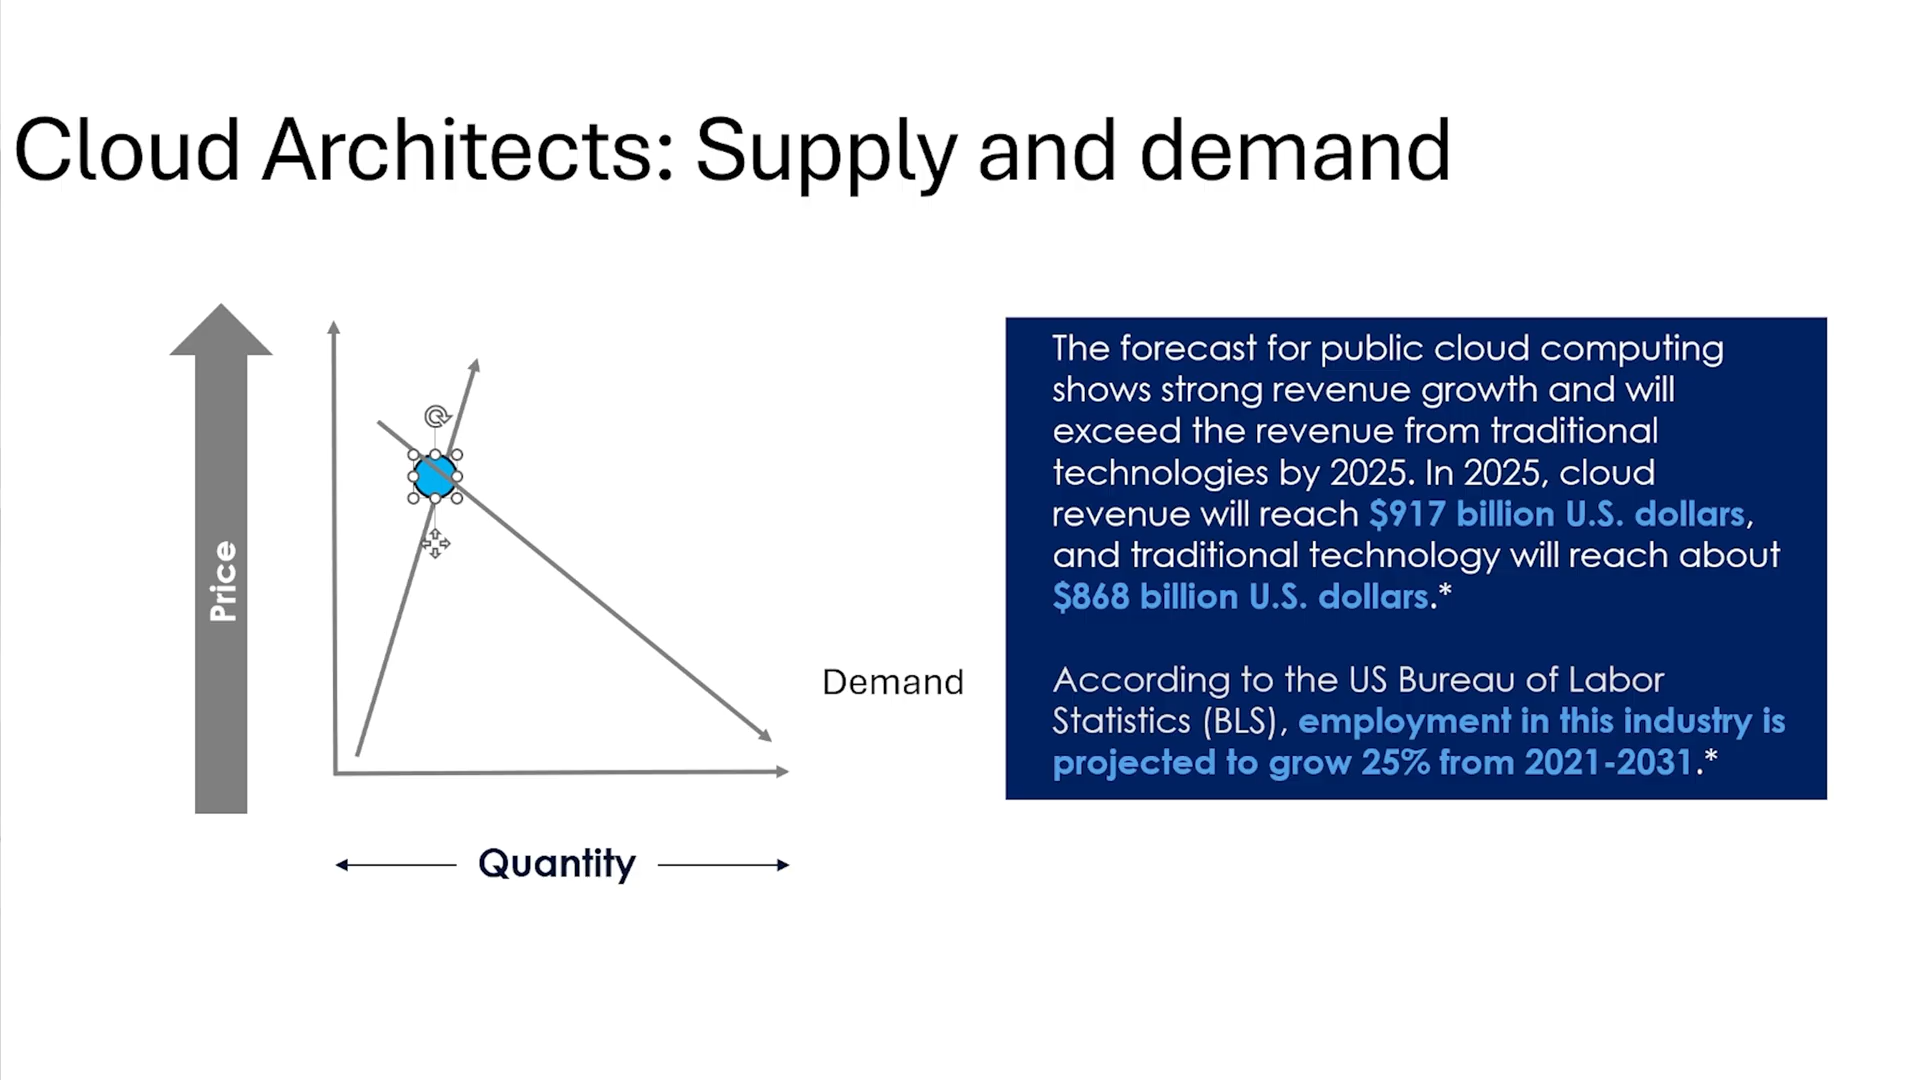 Cloud Architects: Supply and demand
Price
Demand
Quantity
The forecast for public cloud computing
shows strong revenue growth and will
exceed the revenue from traditional
technologies by 2025. In 2025, cloud
revenue will reach $917 billion U.S. dollars,
and traditional technology will reach about
$868 billion U.S. dollars.*
According to the US Bureau of Labor
Statistics (BLS), employment in this industry is
projected to grow 25% from 2021-2031.*